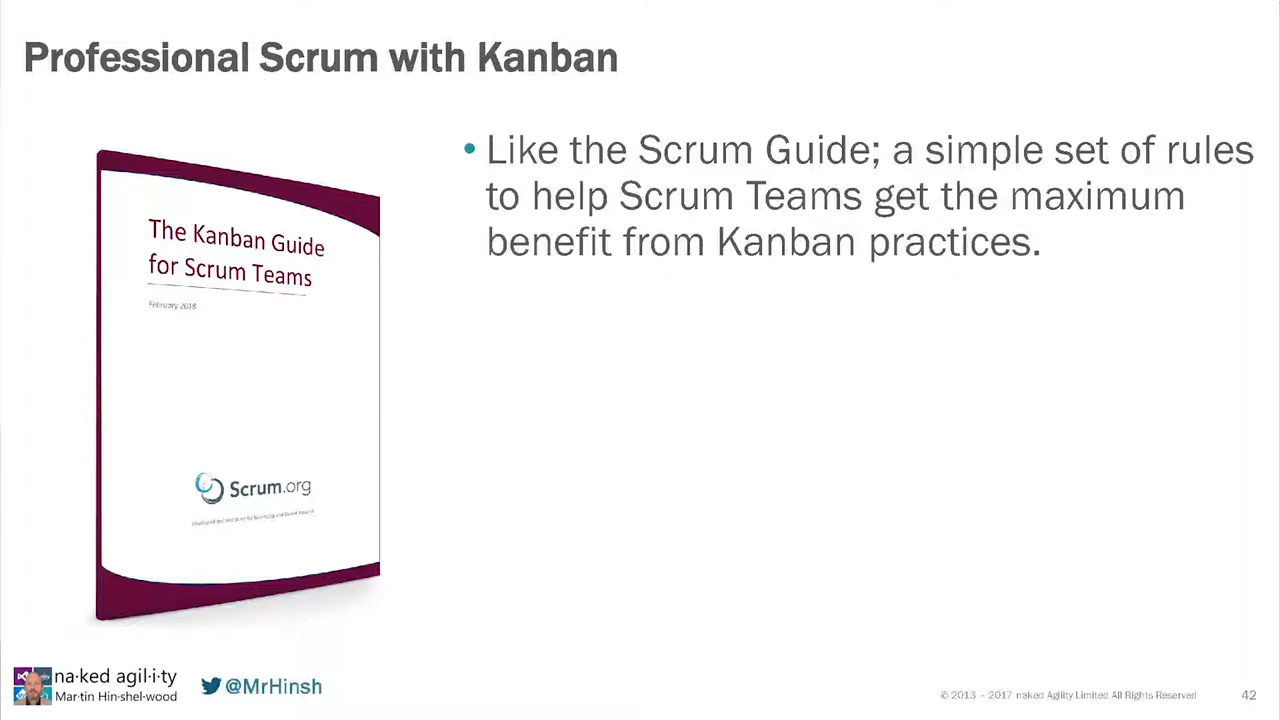 Professional Scrum with Kanban
• Like the Scrum Guide; a simple set of rules
to help Scrum Teams get the maximum
benefit from Kanban practices.
The Kanban Guide
for Scrum Teams
February 2018
Scrum.org
na·ked agil·i·ty
Mar·tin Hin·shel·wood
@MrHinsh
© 2013 – 2017 naked Agility Limited All Rights Reserved
42